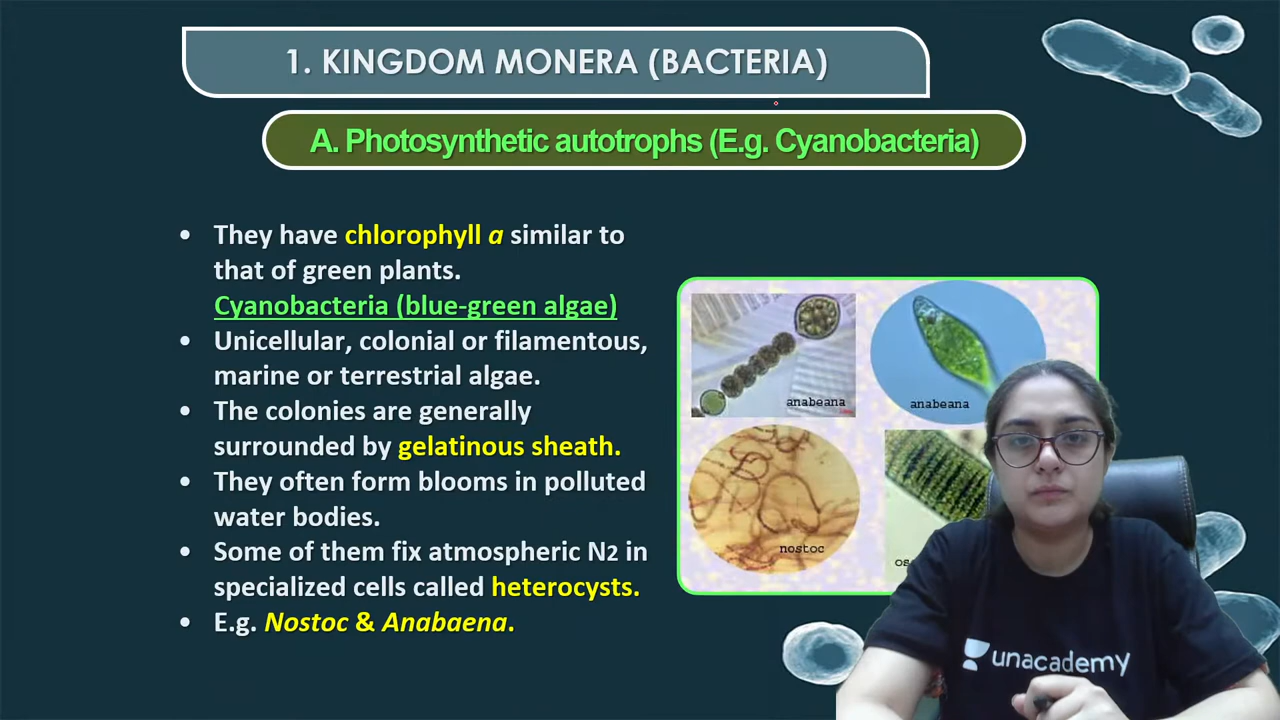 1. KINGDOM MONERA (BACTERIA)
A. Photosynthetic autotrophs (E.g. Cyanobacteria)
• They have chlorophyll a similar to
that of green plants.
Cyanobacteria (blue-green algae)
• Unicellular, colonial or filamentous,
marine or terrestrial algae.
• The colonies are generally
surrounded by gelatinous sheath.
• They often form blooms in polluted
water bodies.
• Some of them fix atmospheric N2 in
specialized cells called heterocysts.
• E.g. Nostoc & Anabaena.
anabeana
anabeana
nostoc
unacademy